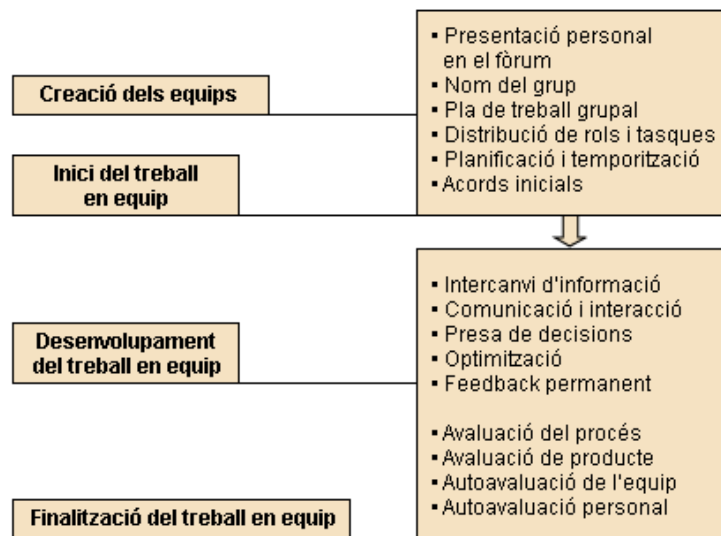 Creació dels equips
Inici del treball
en equip
▪ Presentació personal
en el fòrum
▪ Nom del grup
▪ Pla de treball grupal
▪ Distribució de rols i tasques
▪ Planificació i temporització
▪ Acords inicials
Desenvolupament
del treball en equip
▪ Intercanvi d'informació
▪ Comunicació i interacció
▪ Presa de decisions
▪ Optimització
▪ Feedback permanent
▪ Avaluació del procés
▪ Avaluació de producte
▪ Autoavaluació de l'equip
▪ Autoavaluació personal
Finalització del treball en equip